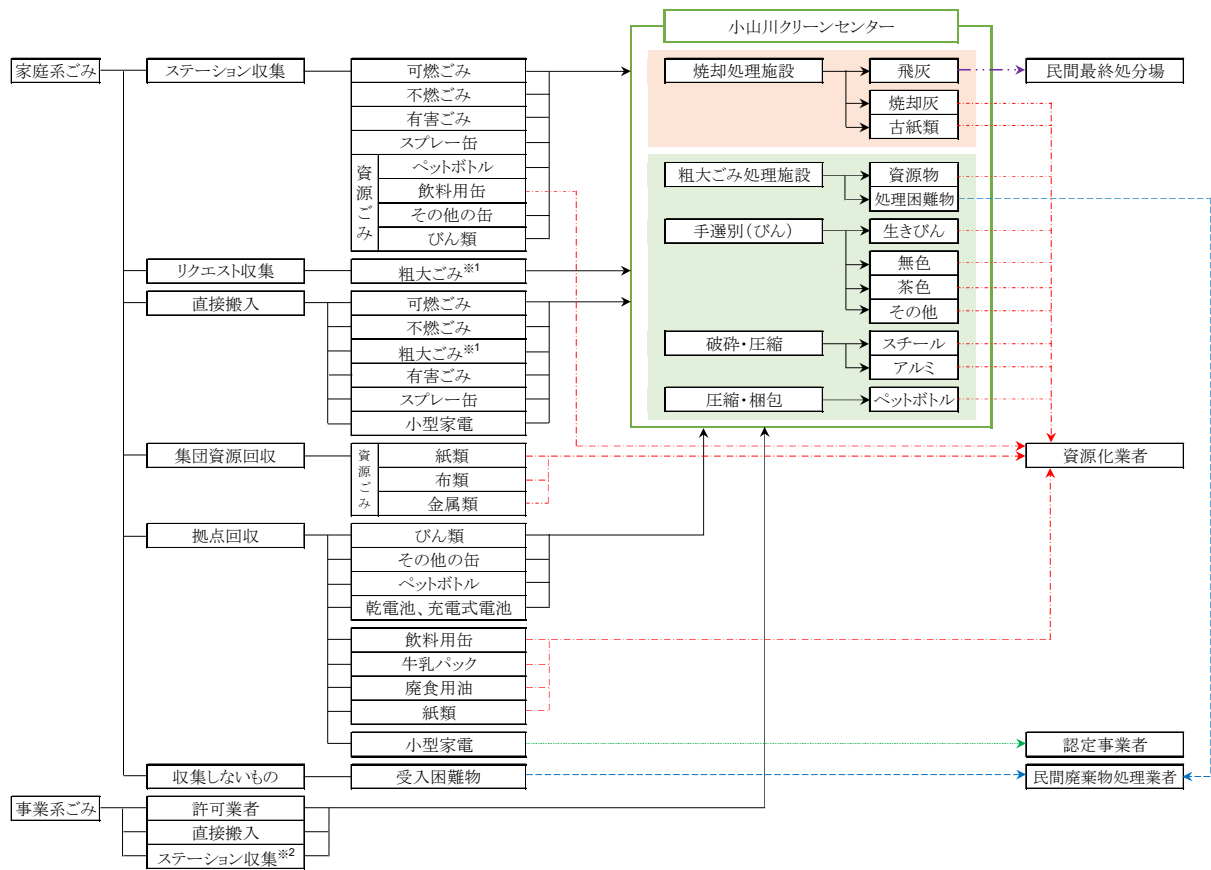 小山川クリーンセンター
家庭系ごみ
ステーション収集
可燃ごみ
不燃ごみ
有害ごみ
スプレー缶
資源ごみ
ペットボトル
飲料用缶
その他の缶
びん類
リクエスト収集
粗大ごみ※1
直接搬入
可燃ごみ
不燃ごみ
粗大ごみ※1
有害ごみ
スプレー缶
小型家電
集団資源回収
資源ごみ
紙類
布類
金属類
拠点回収
びん類
その他の缶
ペットボトル
乾電池、充電式電池
飲料用缶
牛乳パック
廃食用油
紙類
小型家電
収集しないもの
受入困難物
事業系ごみ
許可業者
直接搬入
ステーション収集※2
焼却処理施設
飛灰
焼却灰
古紙類
粗大ごみ処理施設
資源物
処理困難物
手選別(びん)
生きびん
無色
茶色
その他
破砕・圧縮
スチール
アルミ
圧縮・梱包
ペットボトル
民間最終処分場
資源化業者
認定事業者
民間廃棄物処理業者